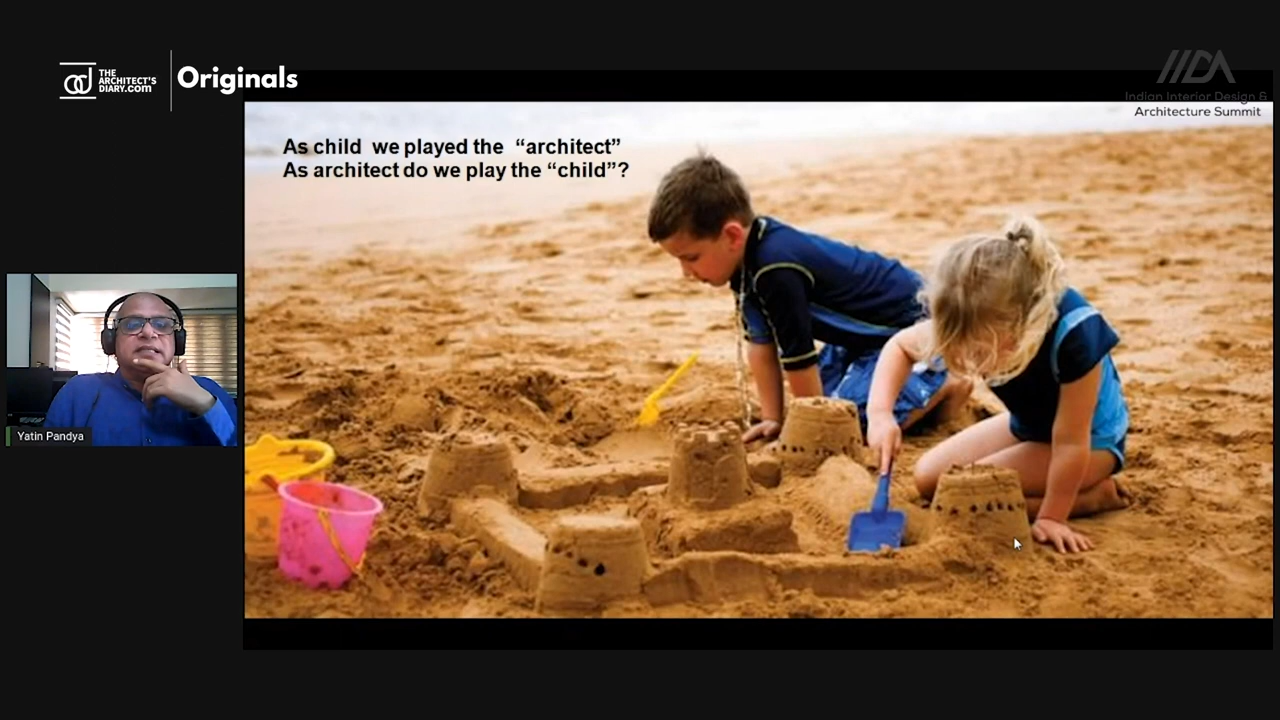 THE
ARCHITECT'S
DIARY.com
Originals
Indian Interior Design &
Architecture Summit
As child we played the “architect”
As architect do we play the “child”?
Yatin Pandya